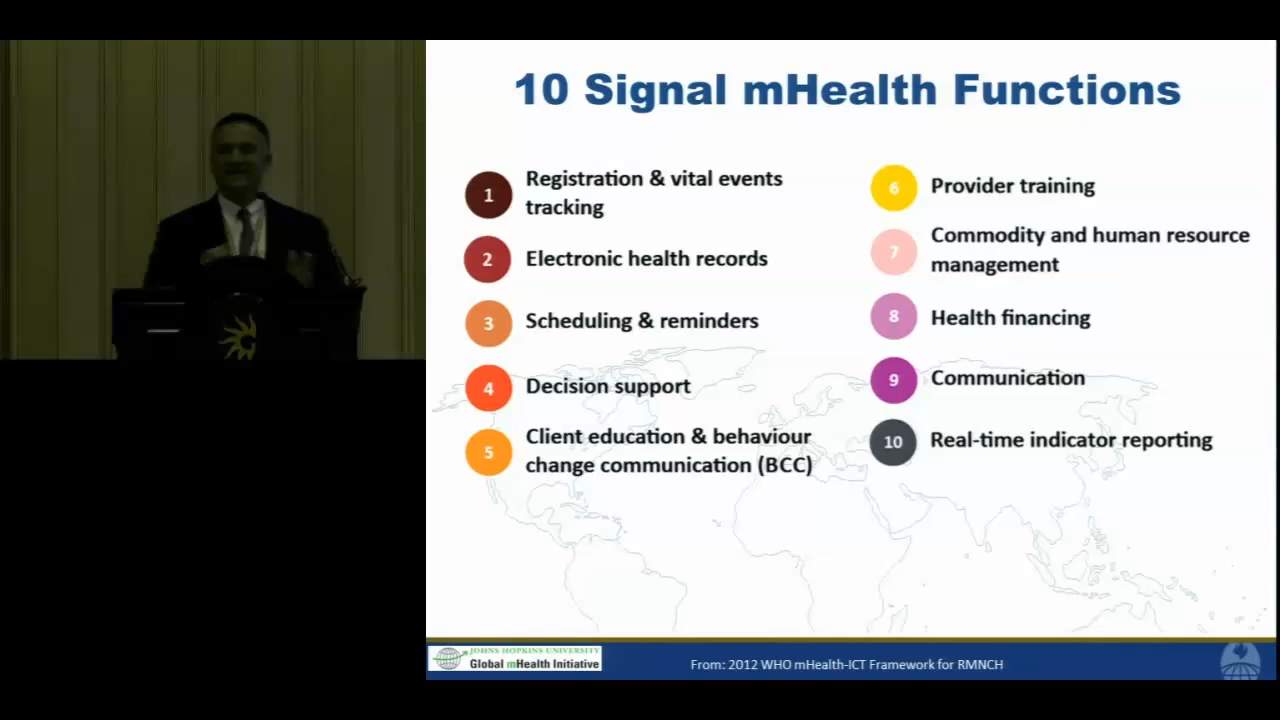 10 Signal mHealth Functions
1
Registration & vital events
tracking
2
Electronic health records
3
Scheduling & reminders
4
Decision support
5
Client education & behaviour
change communication (BCC)
6
Provider training
7
Commodity and human resource
management
8
Health financing
9
Communication
10
Real-time indicator reporting
JOHNS HOPKINS UNIVERSITY
Global mHealth Initiative
From: 2012 WHO mHealth-ICT Framework for RMNCH